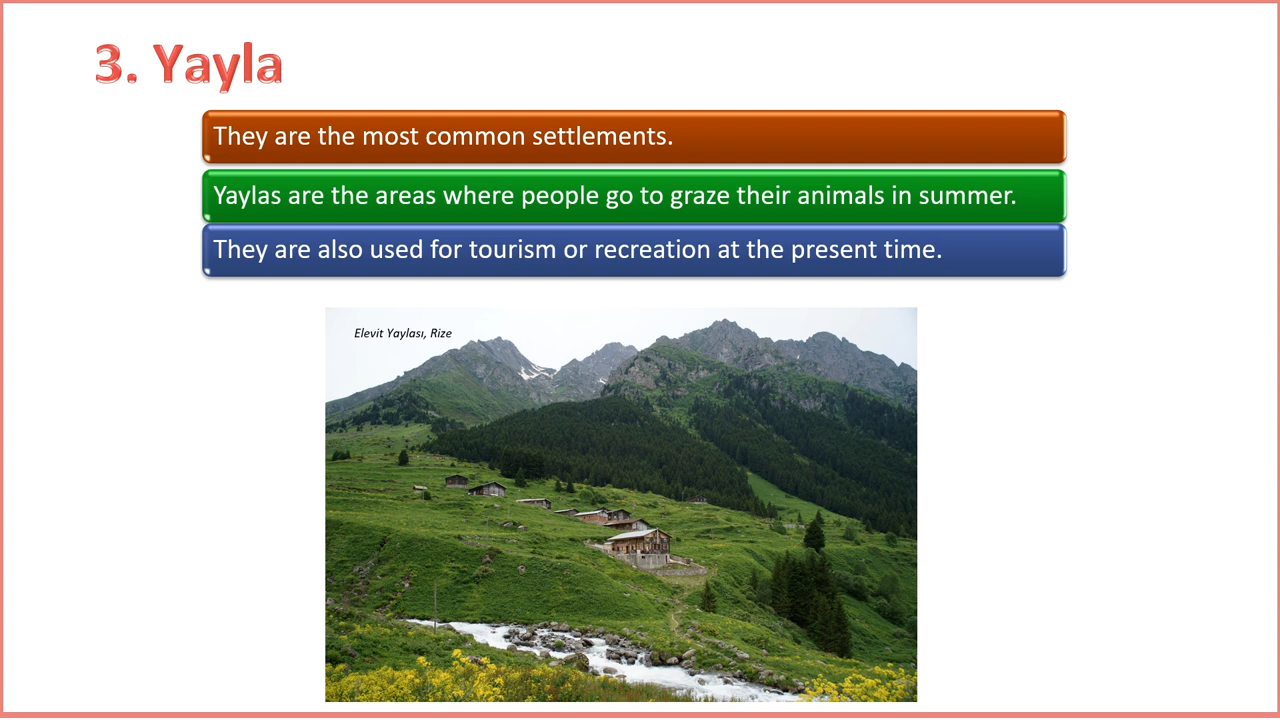 3. Yayla
They are the most common settlements.
Yaylas are the areas where people go to graze their animals in summer.
They are also used for tourism or recreation at the present time.
Elevit Yaylası, Rize